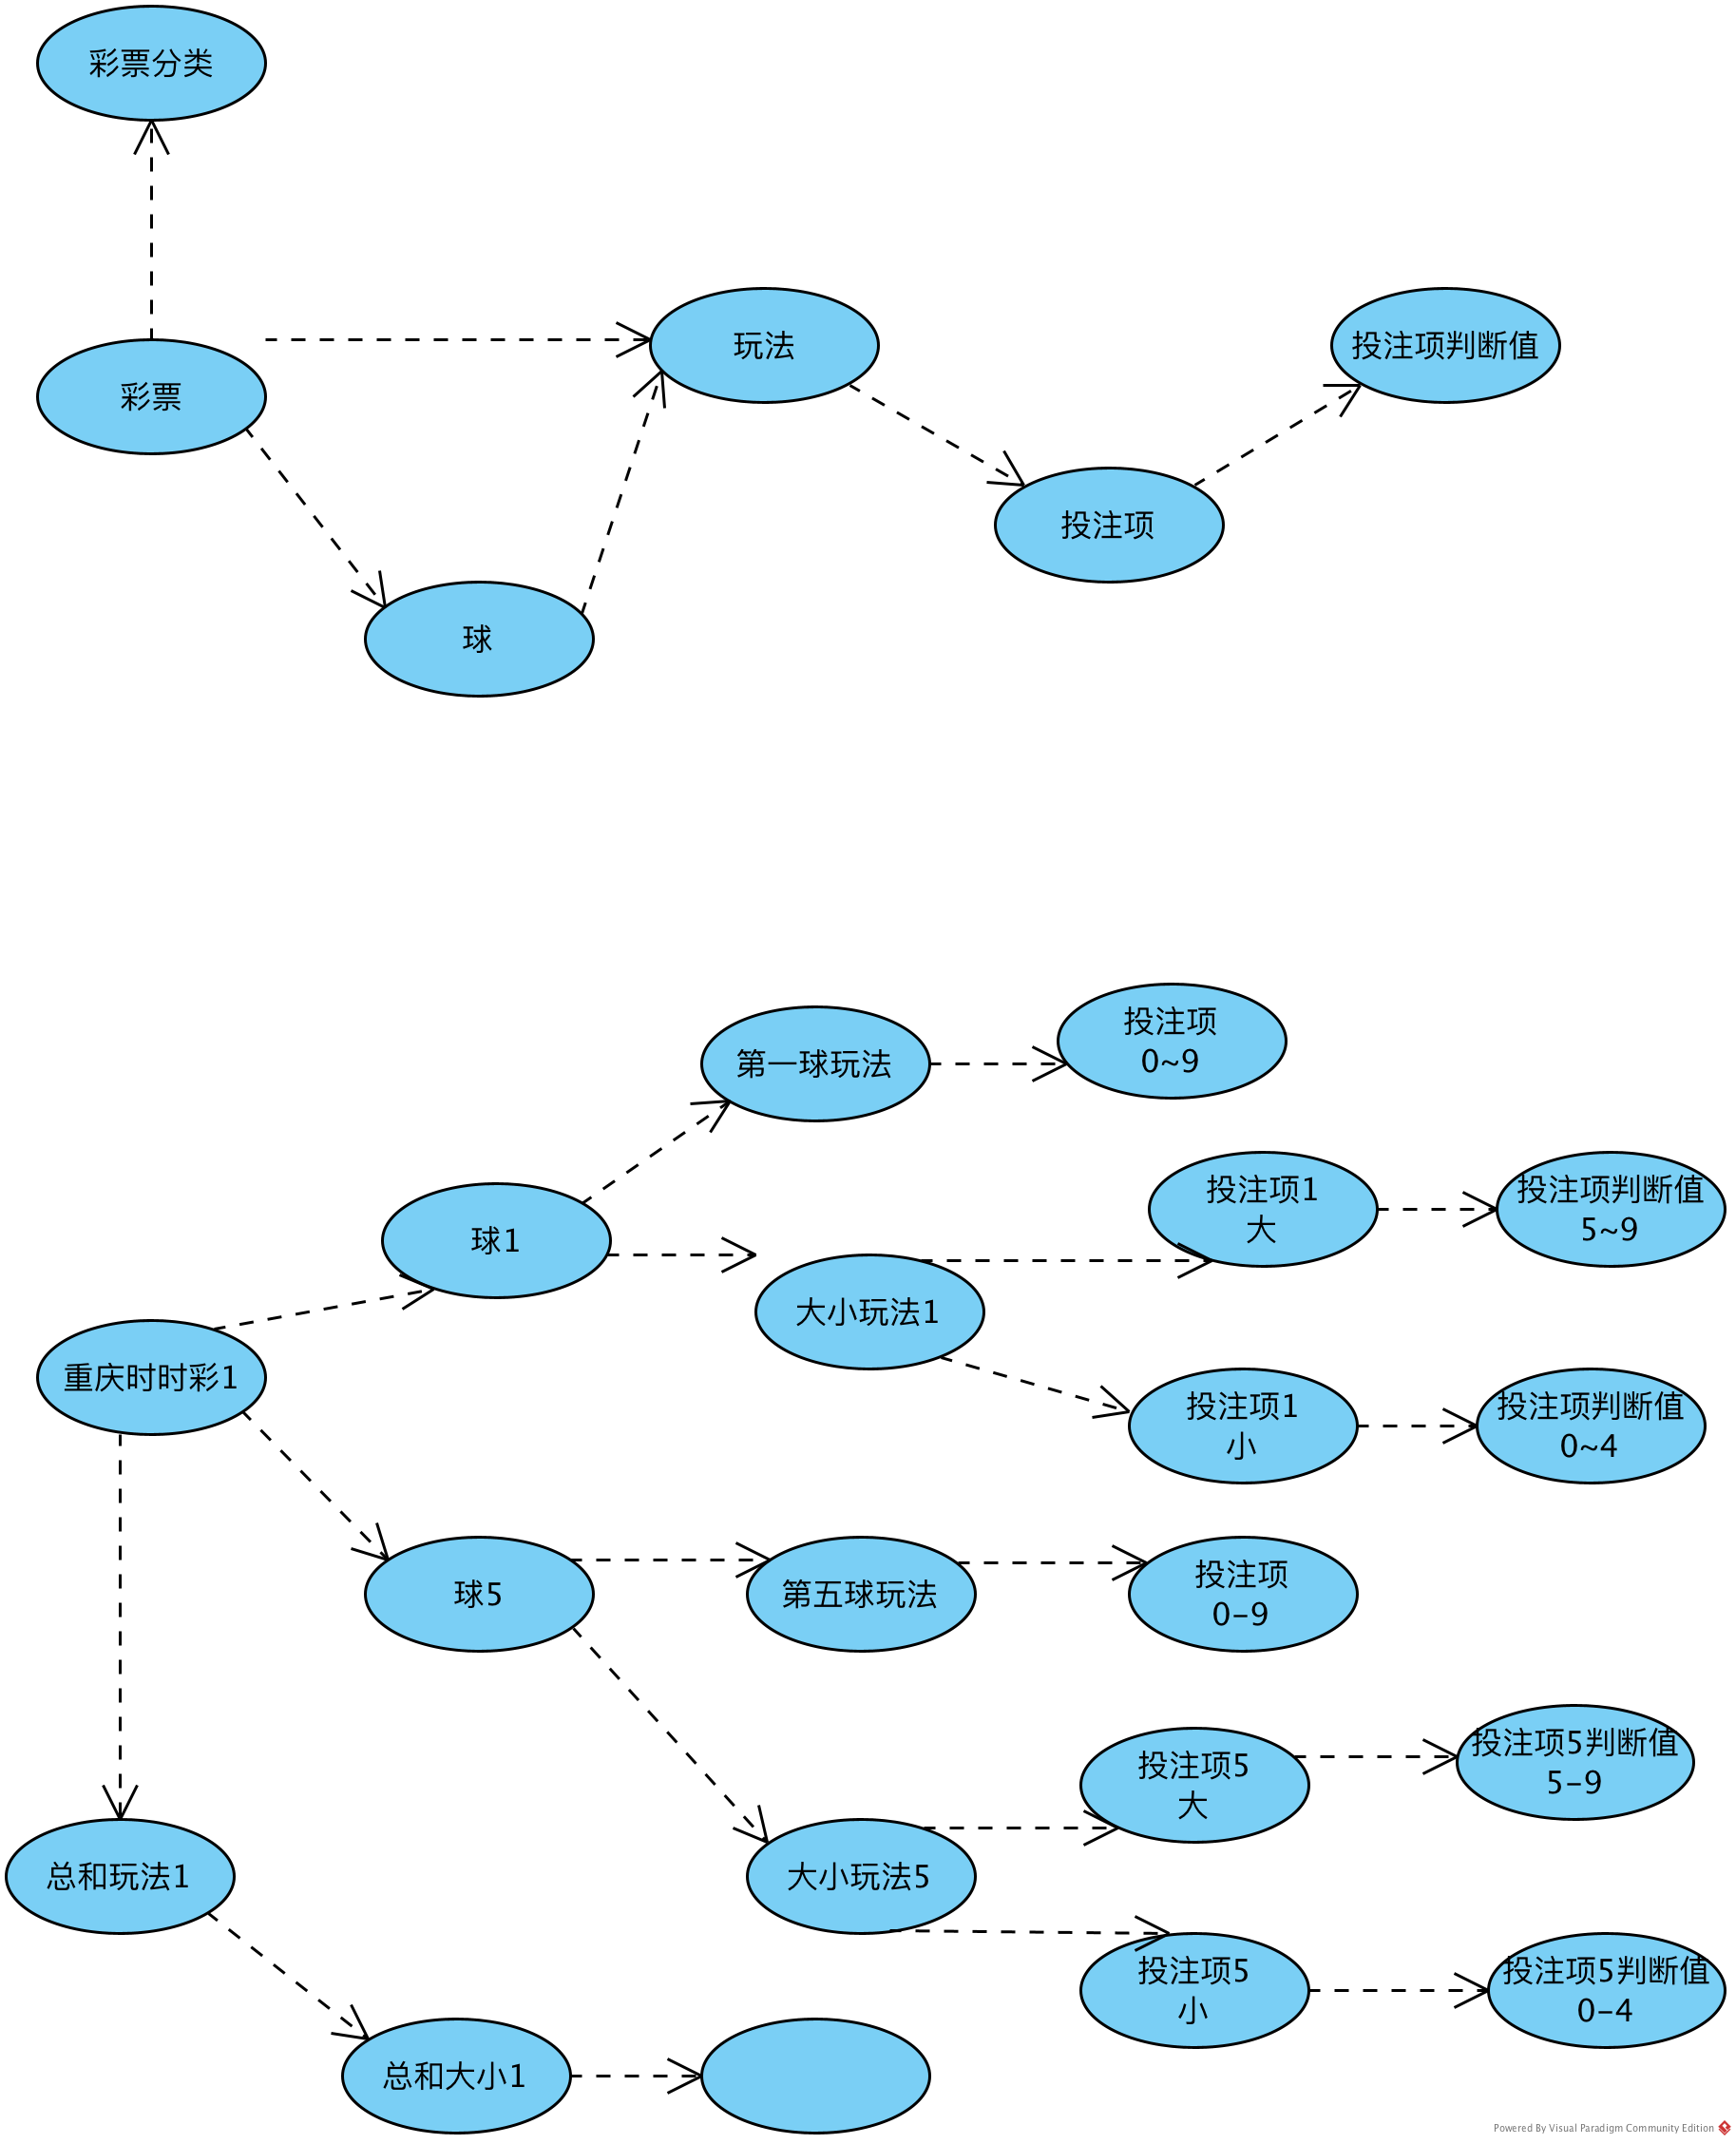 彩票分类
玩法
投注项判断值
彩票
投注项
球
投注项
0~9
第一球玩法
投注项1
大
投注项判断值
5~9
球1
大小玩法1
重庆时时彩1
投注项1
小
投注项判断值
0~4
球5
第五球玩法
投注项
0-9
投注项5判断值
5-9
投注项5
大
总和玩法1
大小玩法5
投注项5
小
投注项5判断值
0-4
总和大小1
Powered By Visual Paradigm Community Edition